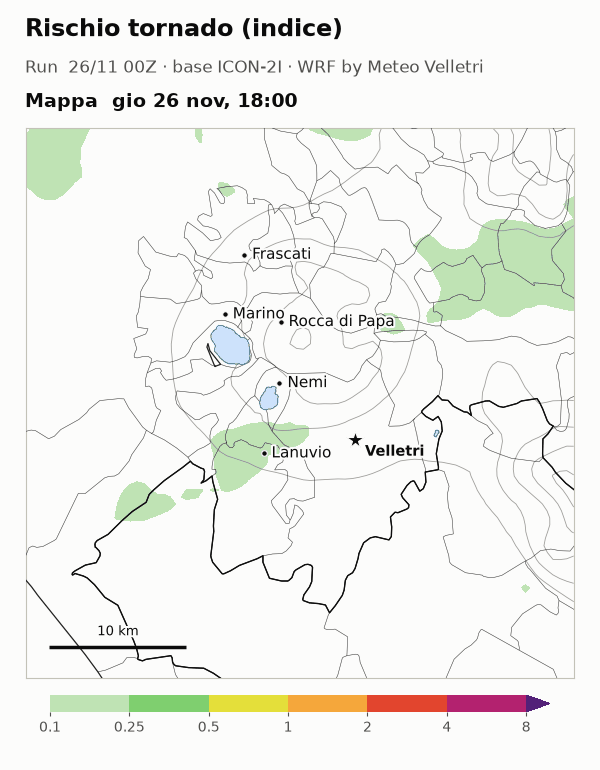 Rischio tornado (indice)
Run  26/11 00Z · base ICON-2I · WRF by Meteo Velletri
Mappa  gio 26 nov, 18:00
Frascati
Marino
Rocca di Papa
Nemi
Velletri
Lanuvio
10 km
0.1 0.25 0.5 1 2 4 8